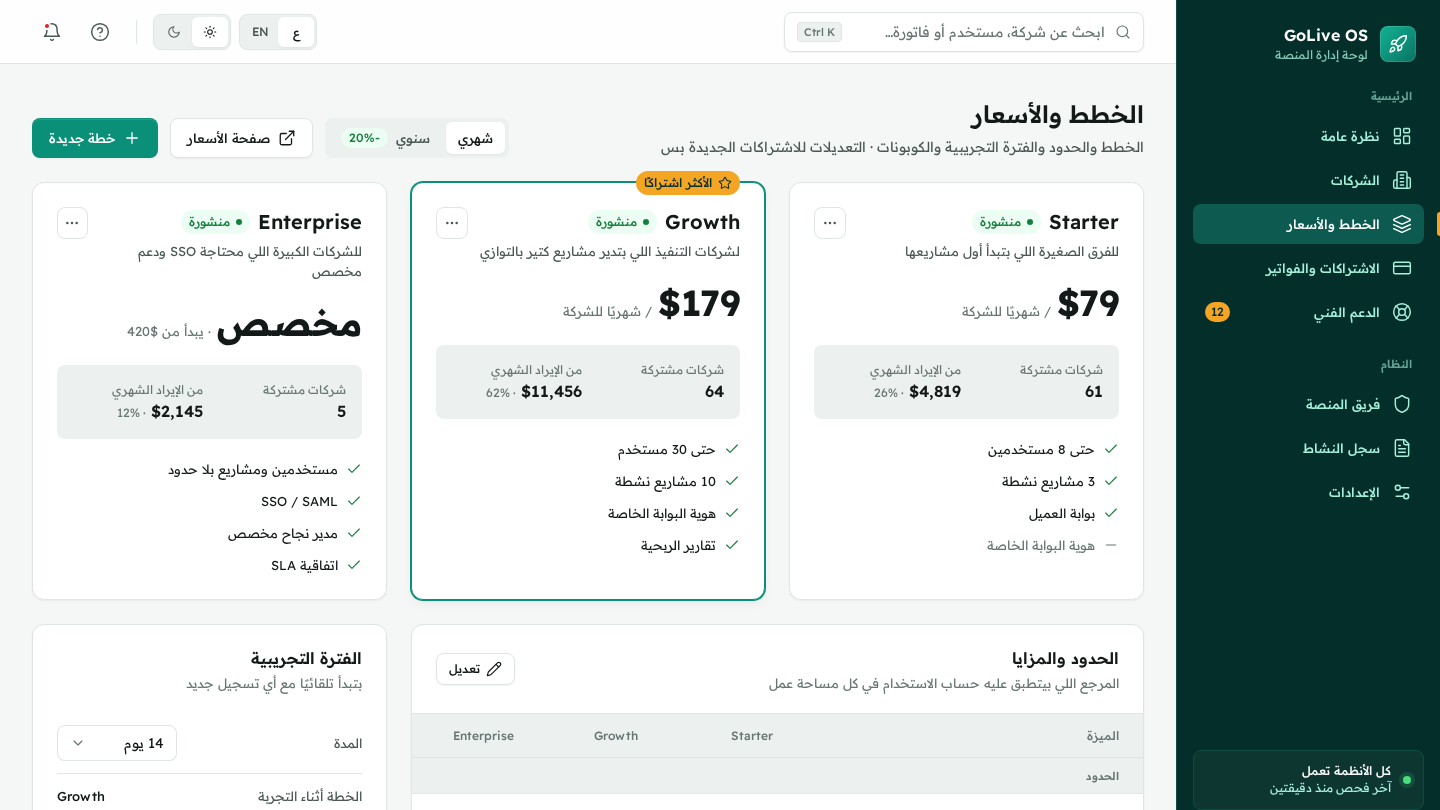 GoLive OS
لوحة إدارة المنصة
الرئيسية
نظرة عامة
الشركات
الخطط والأسعار
الاشتراكات والفواتير
الدعم الفني 12
النظام
فريق المنصة
سجل النشاط
الإعدادات
كل الأنظمة تعمل
آخر فحص منذ دقيقتين
ابحث عن شركة، مستخدم أو فاتورة… Ctrl K
ع EN
الخطط والأسعار
الخطط والحدود والفترة التجريبية والكوبونات · التعديلات للاشتراكات الجديدة بس
شهري سنوي -20%
صفحة الأسعار
خطة جديدة
Starter منشورة
للفرق الصغيرة اللي بتبدأ أول مشاريعها
$79 / شهريًا للشركة
شركات مشتركة من الإيراد الشهري
61 $4,819 · 26%
حتى 8 مستخدمين
3 مشاريع نشطة
بوابة العميل
هوية البوابة الخاصة
الأكثر اشتراكًا
Growth منشورة
لشركات التنفيذ اللي بتدير مشاريع كتير بالتوازي
$179 / شهريًا للشركة
شركات مشتركة من الإيراد الشهري
64 $11,456 · 62%
حتى 30 مستخدم
10 مشاريع نشطة
هوية البوابة الخاصة
تقارير الربحية
Enterprise منشورة
للشركات الكبيرة اللي محتاجة SSO ودعم
مخصص
مخصص · يبدأ من $420
شركات مشتركة من الإيراد الشهري
5 $2,145 · 12%
مستخدمين ومشاريع بلا حدود
SSO / SAML
مدير نجاح مخصص
اتفاقية SLA
الحدود والمزايا
المرجع اللي بيتطبق عليه حساب الاستخدام في كل مساحة عمل
تعديل
الميزة Starter Growth Enterprise
الحدود
الفترة التجريبية
بتبدأ تلقائيًا مع أي تسجيل جديد
المدة 14 يوم
الخطة أثناء التجربة Growth